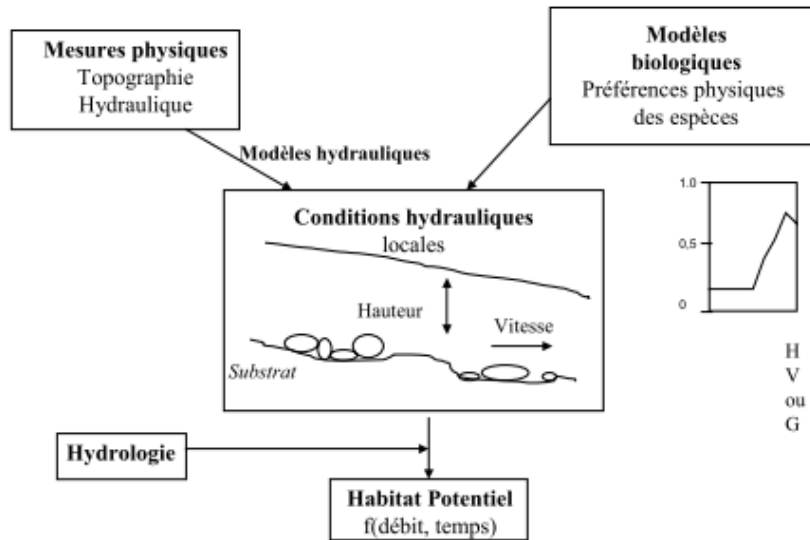 Mesures physiques
Topographie
Hydraulique
Modèles
biologiques
Préférences physiques
des espèces
Modèles hydrauliques
Conditions hydrauliques
locales
Hauteur
Vitesse
Substrat
1.0
0,5
0
H
V
ou
G
Hydrologie
Habitat Potentiel
f(débit, temps)